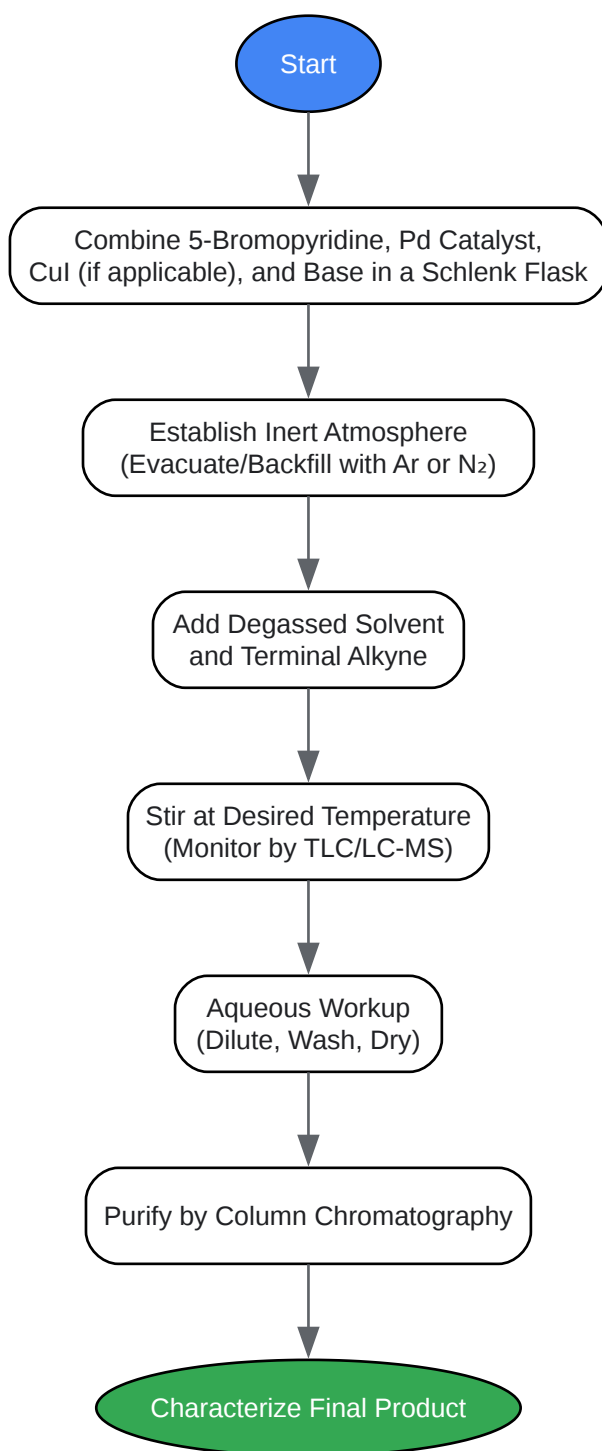 Start
Combine 5-Bromopyridine, Pd Catalyst,
CuI (if applicable), and Base in a Schlenk Flask
Establish Inert Atmosphere
(Evacuate/Backfill with Ar or N₂)
Add Degassed Solvent
and Terminal Alkyne
Stir at Desired Temperature
(Monitor by TLC/LC-MS)
Aqueous Workup
(Dilute, Wash, Dry)
Purify by Column Chromatography
Characterize Final Product